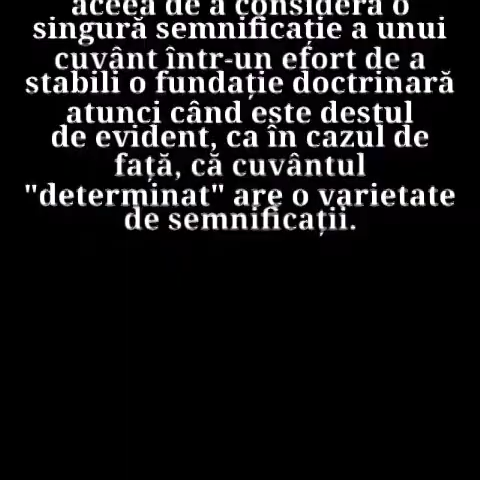 aceea de a considera o
singură semnificație a unui
cuvânt într-un efort de a
stabili o fundație doctrinară
atunci când este destul
de evident, ca în cazul de
față, că cuvântul
"determinat" are o varietate
de semnificații.